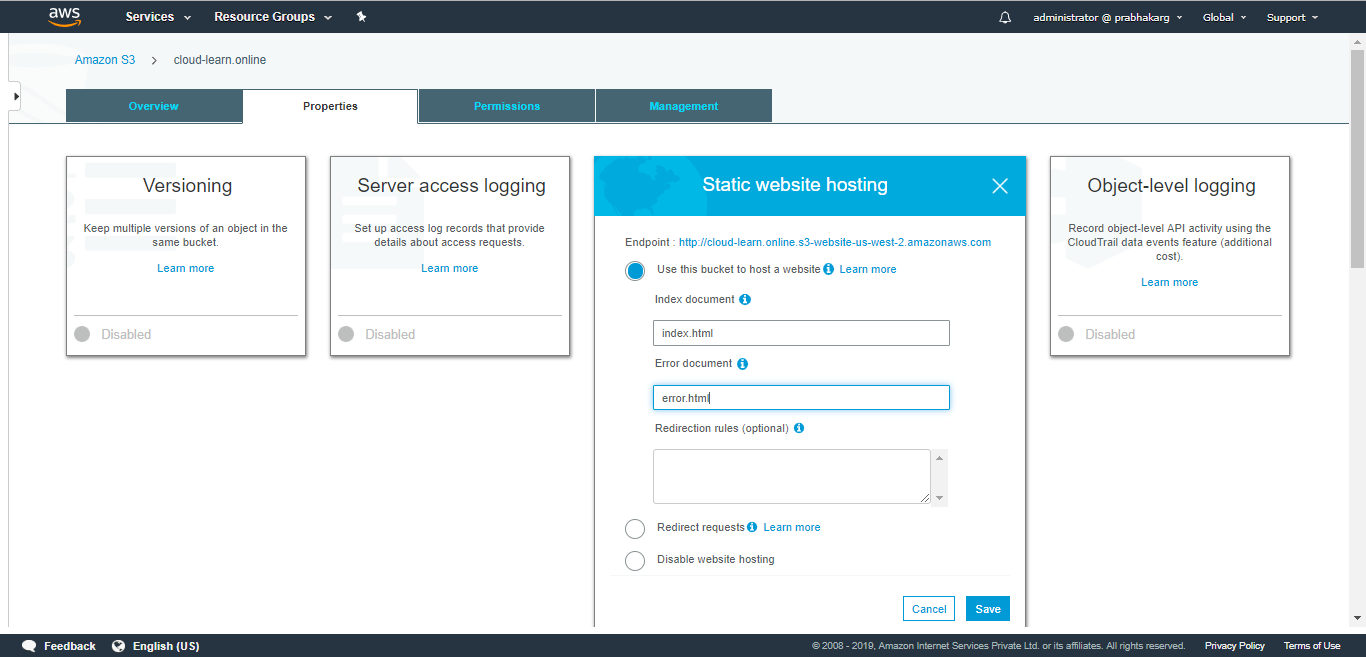 aws Services Resource Groups administrator @ prabhakarg Global Support
Amazon S3 > cloud-learn.online
Overview Properties Permissions Management
Versioning
Keep multiple versions of an object in the
same bucket.
Learn more
Disabled
Server access logging
Set up access log records that provide
details about access requests.
Learn more
Disabled
Static website hosting
Endpoint : http://cloud-learn.online.s3-website-us-west-2.amazonaws.com
Use this bucket to host a website Learn more
Index document
index.html
Error document
error.html
Redirection rules (optional)
Redirect requests Learn more
Disable website hosting
Cancel Save
Object-level logging
Record object-level API activity using the
CloudTrail data events feature (additional
cost).
Learn more
Disabled
Feedback English (US) © 2008 - 2019, Amazon Internet Services Private Ltd. or its affiliates. All rights reserved. Privacy Policy Terms of Use